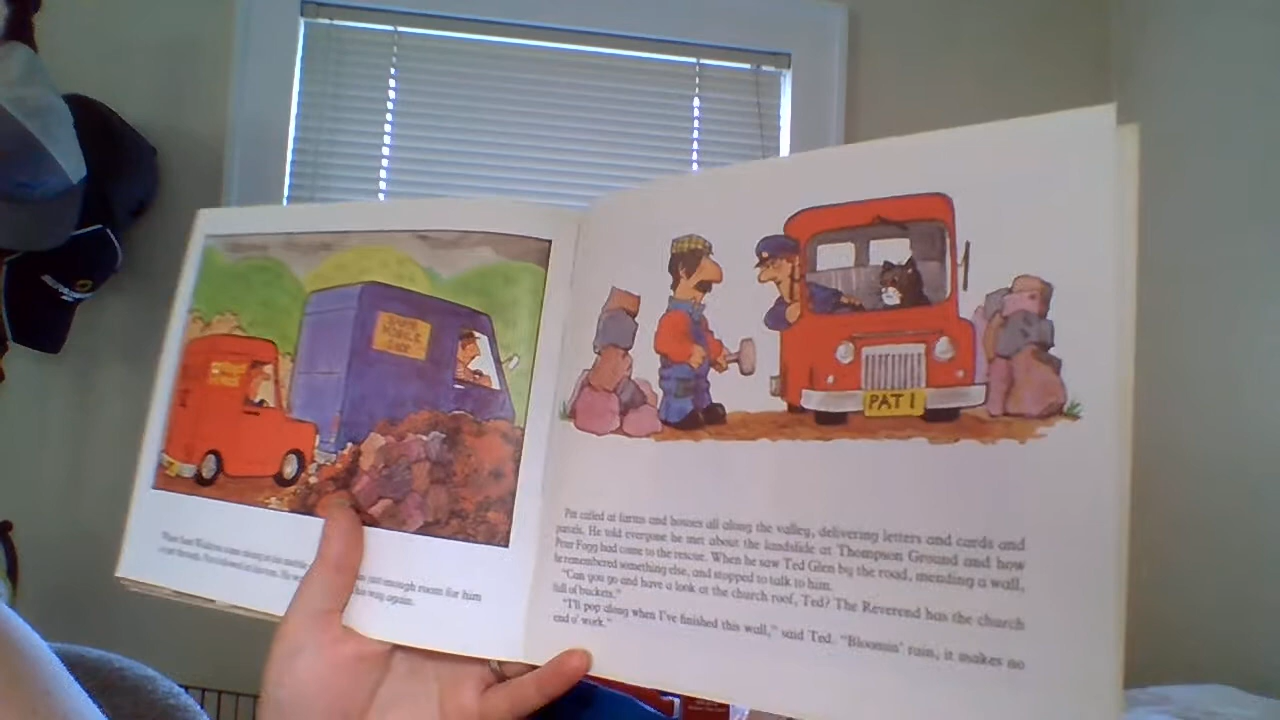 just enough room for him
his way again.
PAT 1
Pat called at farms and houses all along the valley, delivering letters and cards and
parcels. He told everyone he met about the landslide at Thompson Ground and how
Peter Fogg had come to the rescue. When he saw Ted Glen by the road, mending a wall,
he remembered something else, and stopped to talk to him.
"Can you go and have a look at the church roof, Ted? The Reverend has the church
full of buckets."
"I'll pop along when I've finished this wall," said Ted. "Bloomin' rain, it makes no
end o' work."